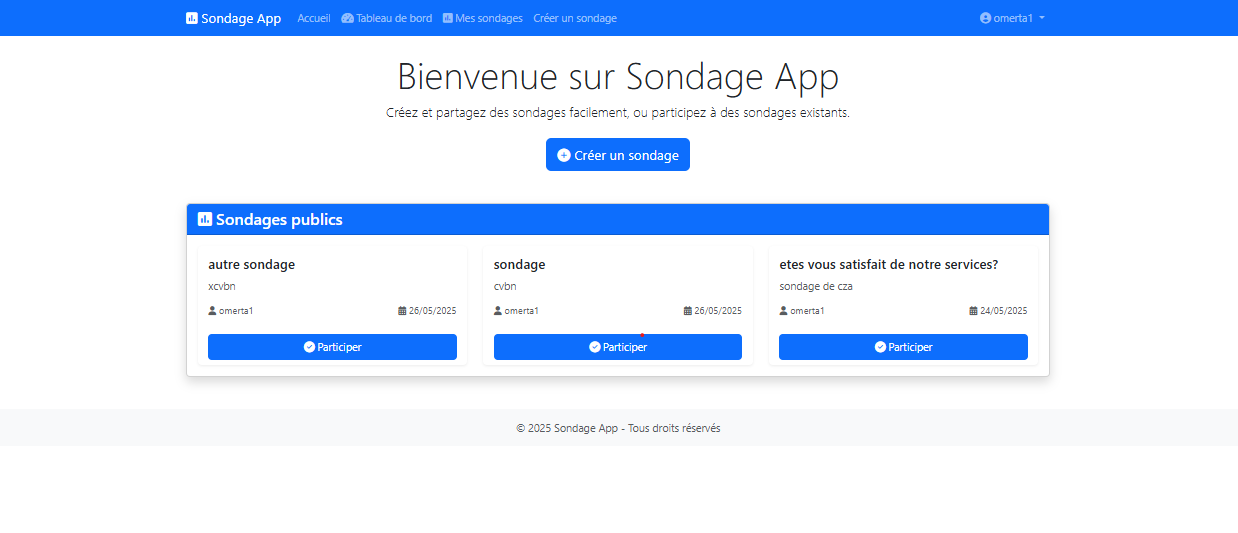 Sondage App Accueil Tableau de bord Mes sondages Créer un sondage omerta1
Bienvenue sur Sondage App
Créez et partagez des sondages facilement, ou participez à des sondages existants.
Créer un sondage
Sondages publics
autre sondage
xcvbn
omerta1 26/05/2025
Participer
sondage
cvbn
omerta1 26/05/2025
Participer
etes vous satisfait de notre services?
sondage de cza
omerta1 24/05/2025
Participer
© 2025 Sondage App - Tous droits réservés